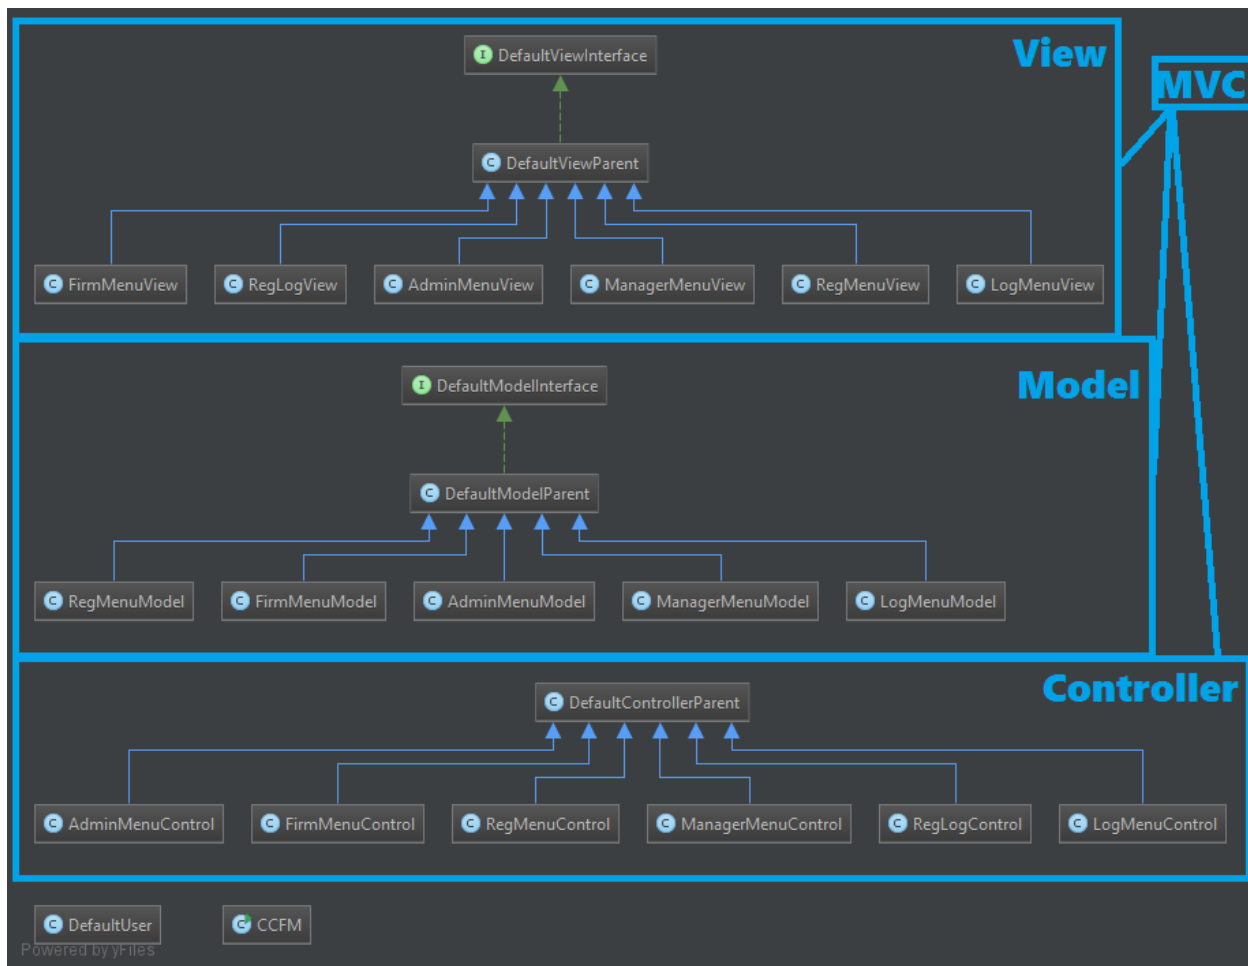 View
MVC
I DefaultViewInterface
C DefaultViewParent
C FirmMenuView
C RegLogView
C AdminMenuView
C ManagerMenuView
C RegMenuView
C LogMenuView
Model
I DefaultModelInterface
C DefaultModelParent
C RegMenuModel
C FirmMenuModel
C AdminMenuModel
C ManagerMenuModel
C LogMenuModel
Controller
C DefaultControllerParent
C AdminMenuControl
C FirmMenuControl
C RegMenuControl
C ManagerMenuControl
C RegLogControl
C LogMenuControl
C DefaultUser
C CCFM
Powered by yFiles